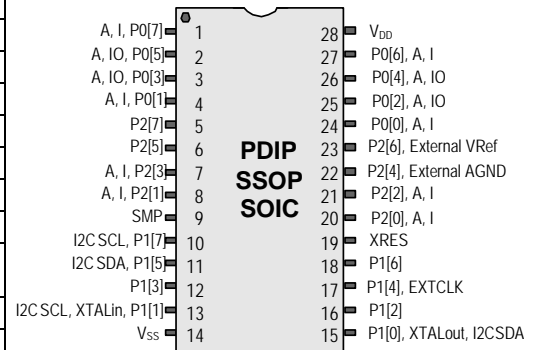 A, I, P0[7] 1 28 VDD
A, IO, P0[5] 2 27 P0[6], A, I
A, IO, P0[3] 3 26 P0[4], A, IO
A, I, P0[1] 4 25 P0[2], A, IO
P2[7] 5 24 P0[0], A, I
P2[5] 6 PDIP 23 P2[6], External VRef
A, I, P2[3] 7 SSOP 22 P2[4], External AGND
A, I, P2[1] 8 SOIC 21 P2[2], A, I
SMP 9 20 P2[0], A, I
I2C SCL, P1[7] 10 19 XRES
I2C SDA, P1[5] 11 18 P1[6]
P1[3] 12 17 P1[4], EXTCLK
I2C SCL, XTALin, P1[1] 13 16 P1[2]
Vss 14 15 P1[0], XTALout, I2CSDA